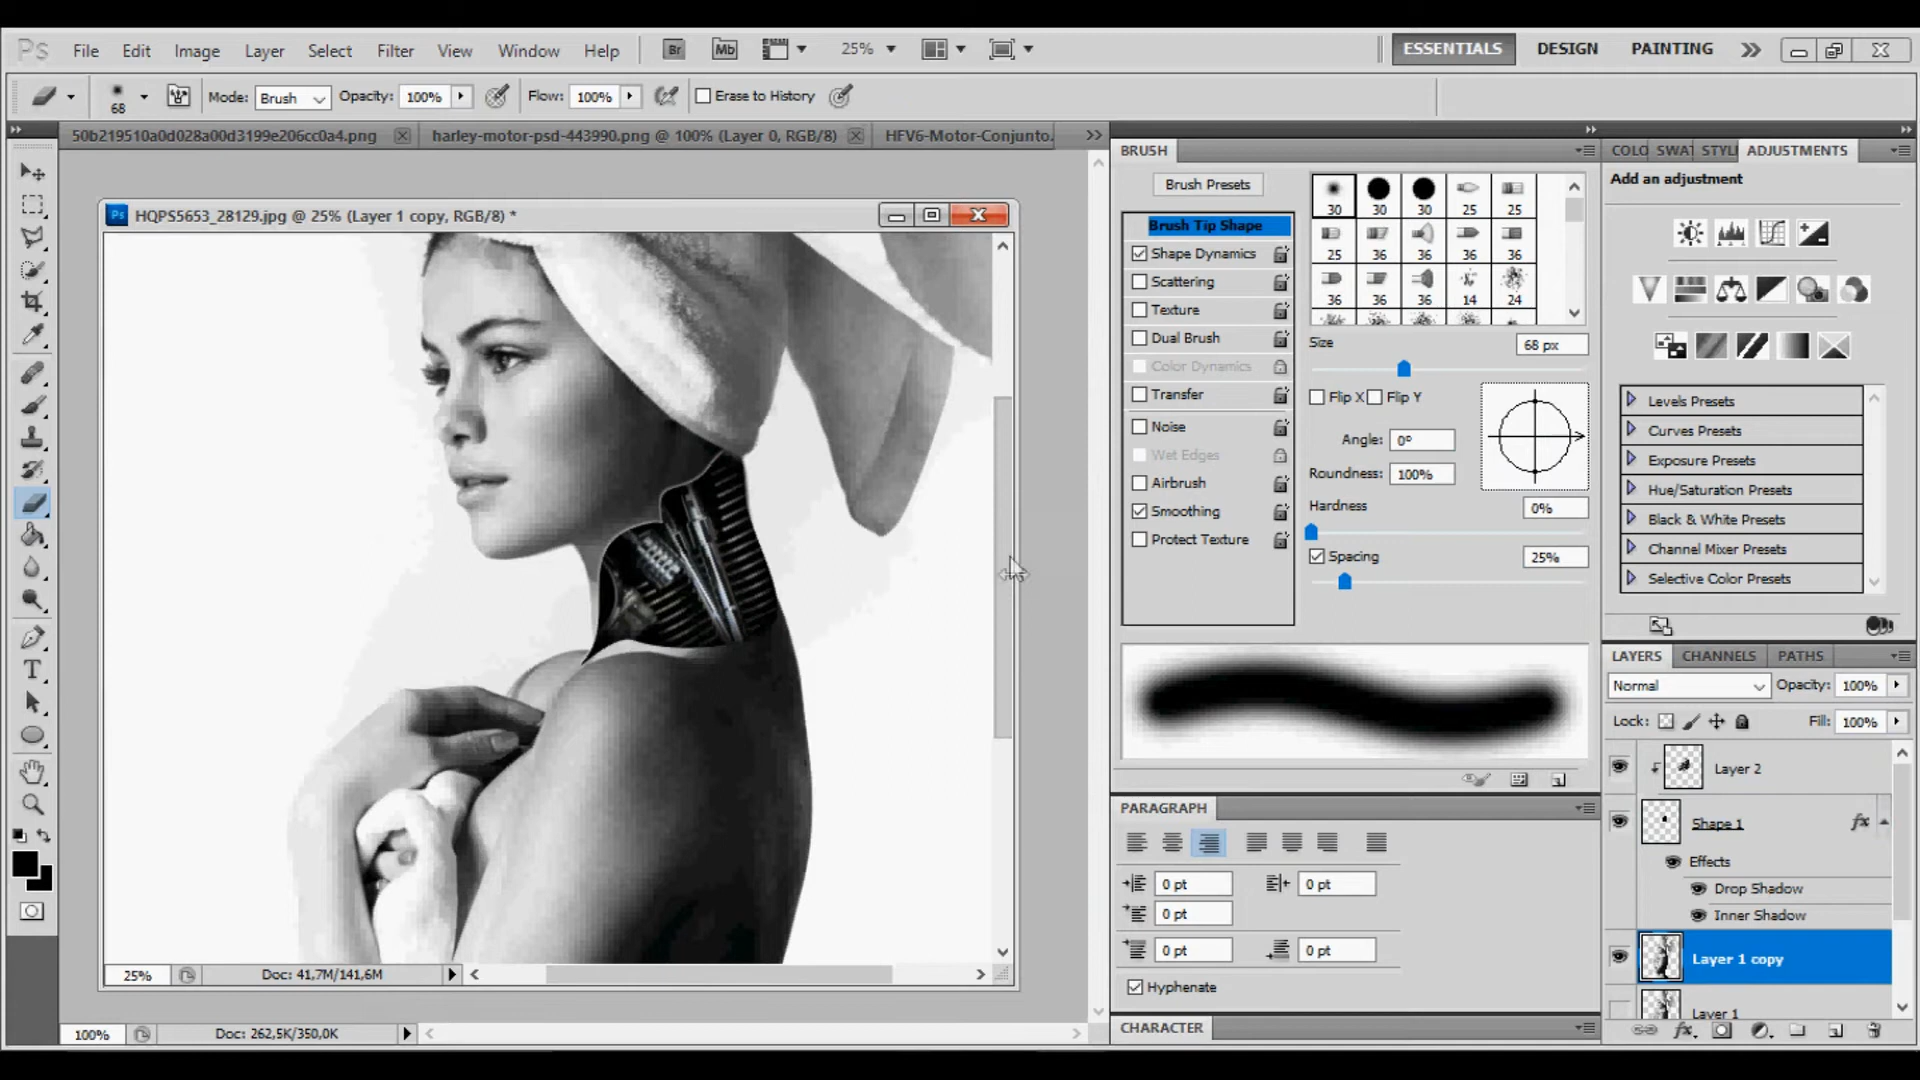 Ps File Edit Image Layer Select Filter View Window Help Br Mb 25% ESSENTIALS DESIGN PAINTING
68 Mode: Brush Opacity: 100% Flow: 100% Erase to History
50b219510a0d028a00d3199e206cc0a4.png harley-motor-psd-443990.png @ 100% (Layer 0, RGB/8) HFV6-Motor-Conjunto.
Ps HQPS5653_28129.jpg @ 25% (Layer 1 copy, RGB/8) *
25% Doc: 41,7M/141,6M
100% Doc: 262,5K/350,0K
T
BRUSH
Brush Presets
Brush Tip Shape
Shape Dynamics
Scattering
Texture
Dual Brush
Color Dynamics
Transfer
Noise
Wet Edges
Airbrush
Smoothing
Protect Texture
30 30 30 25 25
25 36 36 36 36
36 36 36 14 24
Size 68 px
Flip X Flip Y
Angle: 0º
Roundness: 100%
Hardness 0%
Spacing 25%
PARAGRAPH
0 pt 0 pt
0 pt
0 pt 0 pt
Hyphenate
CHARACTER
COLO SWAT STYLI ADJUSTMENTS
Add an adjustment
Levels Presets
Curves Presets
Exposure Presets
Hue/Saturation Presets
Black & White Presets
Channel Mixer Presets
Selective Color Presets
LAYERS CHANNELS PATHS
Normal Opacity: 100%
Lock: Fill: 100%
Layer 2
Shape 1 fx
Effects
Drop Shadow
Inner Shadow
Layer 1 copy
Layer 1
fx